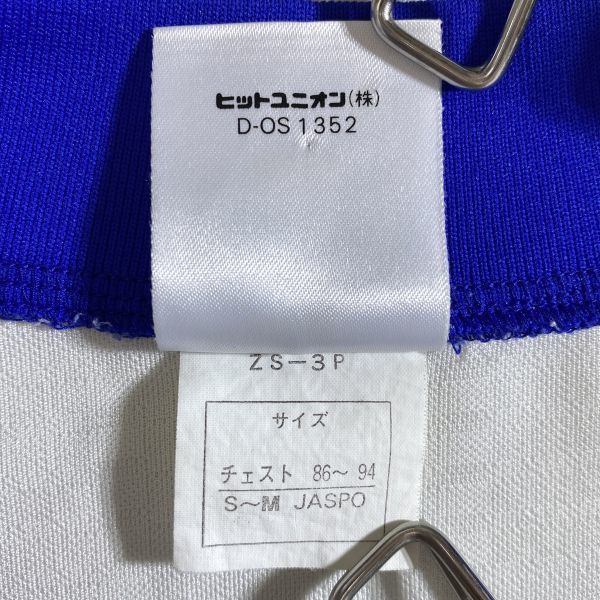 ヒットユニオン(株)
D-OS 1352
ZS-3P
サイズ
チェスト 86〜94
S〜M JASPO